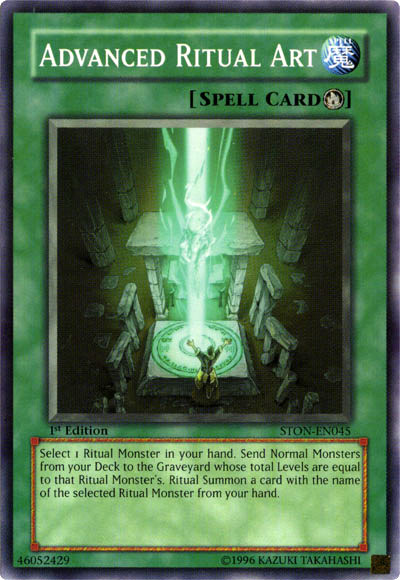 ADVANCED RITUAL ART
SPELL
魔
[SPELL CARD]
1st Edition
STON-EN045
Select 1 Ritual Monster in your hand. Send Normal Monsters
from your Deck to the Graveyard whose total Levels are equal
to that Ritual Monster's. Ritual Summon a card with the name
of the selected Ritual Monster from your hand.
46052429
©1996 KAZUKI TAKAHASHI